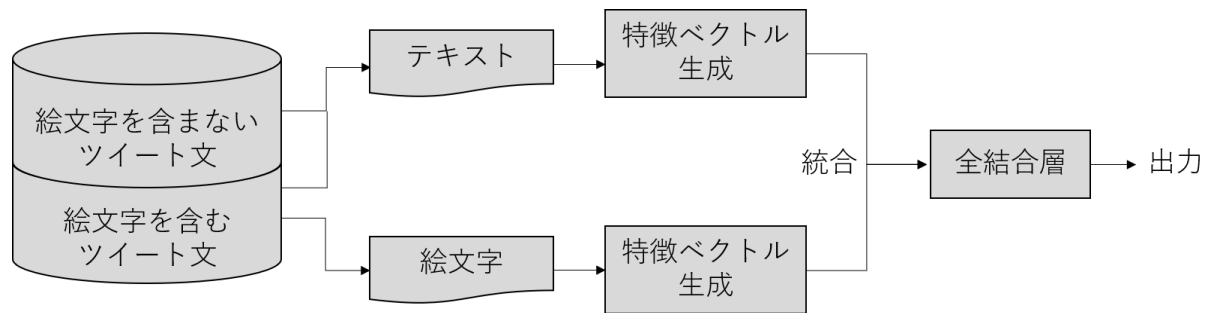 絵文字を含まない
ツイート文
絵文字を含む
ツイート文
テキスト
特徴ベクトル
生成
絵文字
特徴ベクトル
生成
統合
全結合層
出力